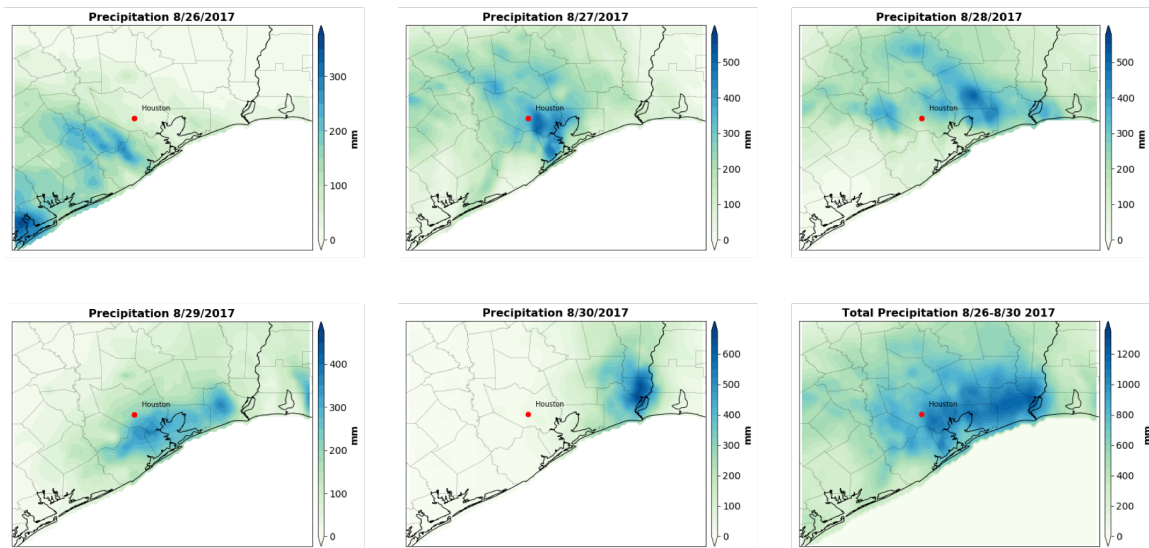 Precipitation 8/26/2017
Houston
300
200
100
0
mm
Precipitation 8/27/2017
Houston
500
400
300
200
100
0
mm
Precipitation 8/28/2017
Houston
500
400
300
200
100
0
mm
Precipitation 8/29/2017
Houston
400
300
200
100
0
mm
Precipitation 8/30/2017
Houston
600
500
400
300
200
100
0
mm
Total Precipitation 8/26-8/30 2017
Houston
1200
1000
800
600
400
200
0
mm